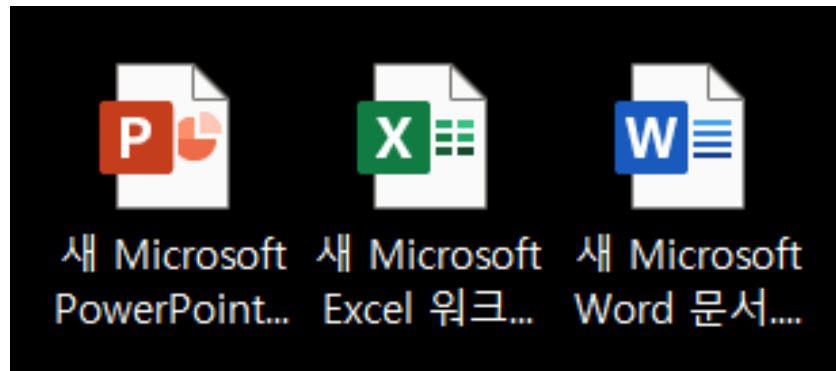 P
X
W
새 Microsoft
PowerPoint...
새 Microsoft
Excel 워크...
새 Microsoft
Word 문서....